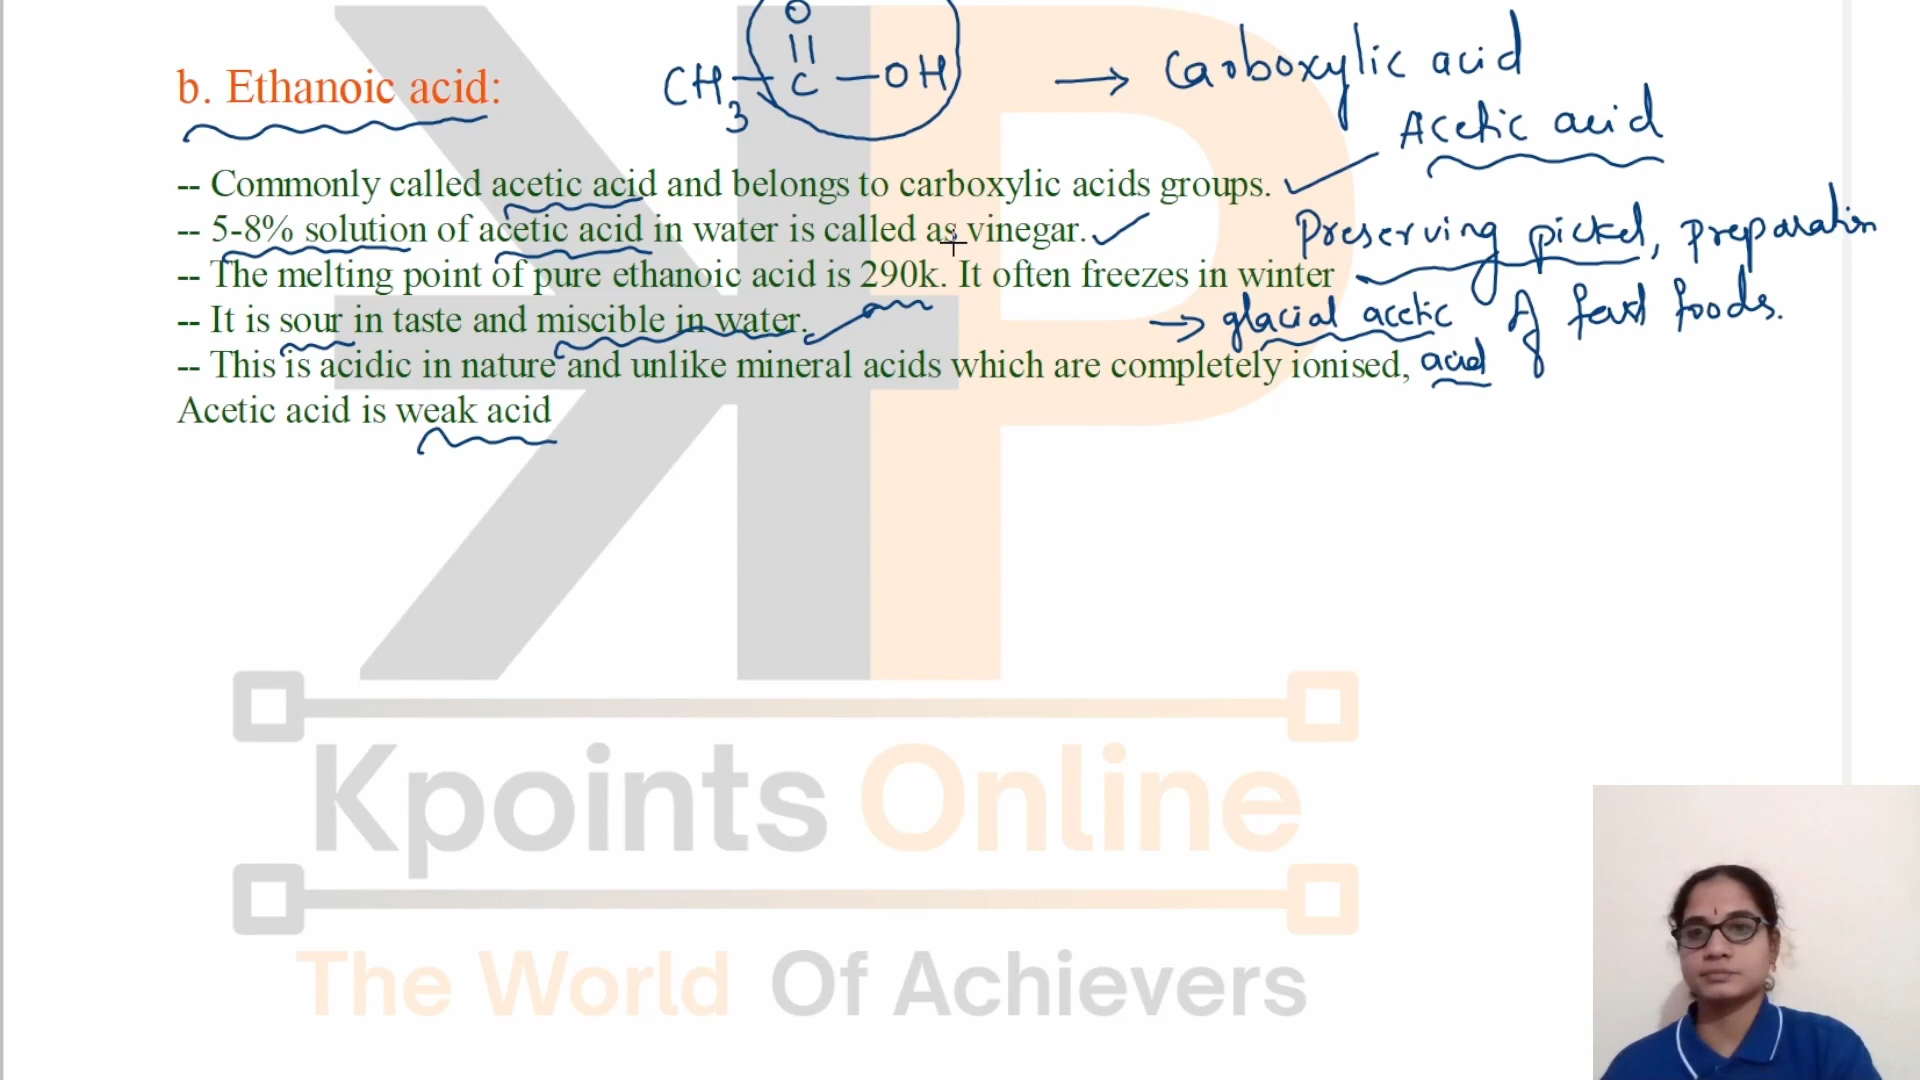 O
||
b. Ethanoic acid: CH3—C—OH → Carboxylic acid
Acetic acid
-- Commonly called acetic acid and belongs to carboxylic acids groups.
-- 5-8% solution of acetic acid in water is called as vinegar. Preserving pickel, preparation
-- The melting point of pure ethanoic acid is 290k. It often freezes in winter
of fast foods.
→ glacial acetic
-- It is sour in taste and miscible in water.
-- This is acidic in nature and unlike mineral acids which are completely ionised, acid
Acetic acid is weak acid
KP
Kpoints Online
The World Of Achievers